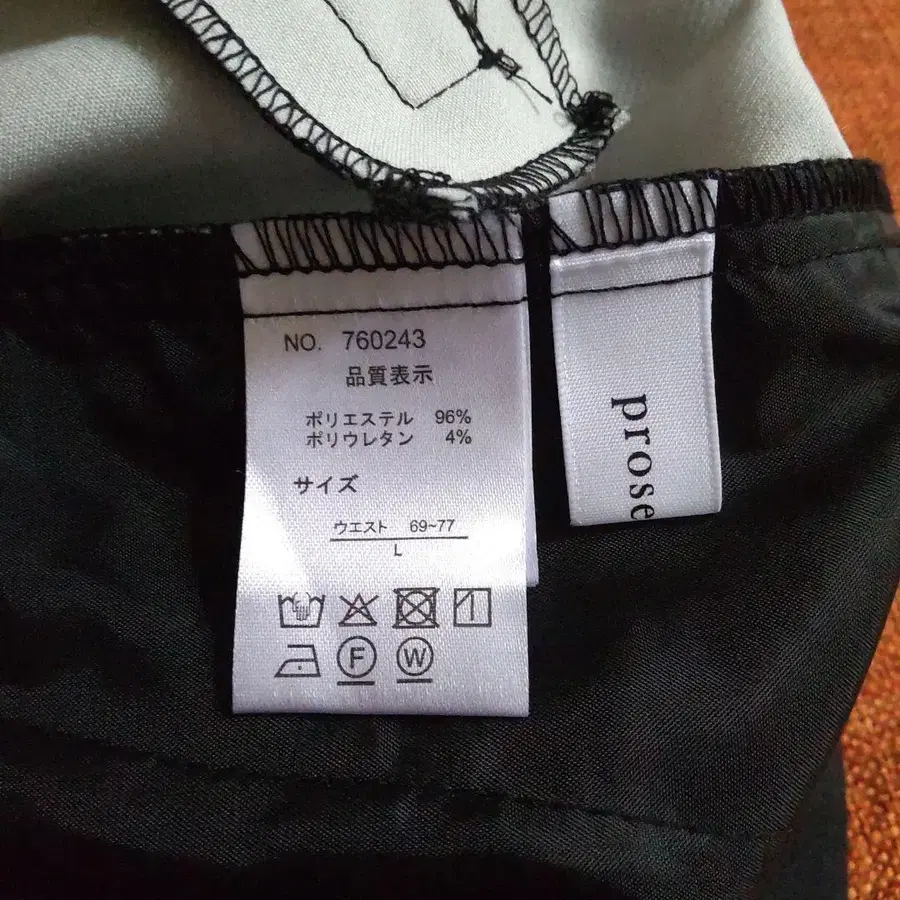 NO. 760243
品質表示
ポリエステル 96%
ポリウレタン 4%
サイズ
ウエスト 69~77
L
F W
prose